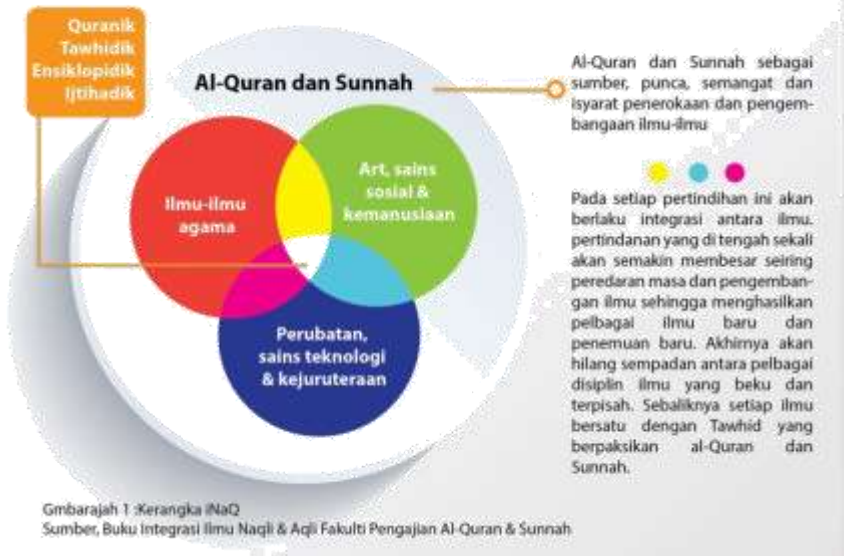 Quranik
Tawhidik
Ensiklopidik
Ijtihadik
Al-Quran dan Sunnah
Ilmu-ilmu
agama
Art, sains
sosial &
kemanusiaan
Perubatan,
sains teknologi
& kejuruteraan
Al-Quran dan Sunnah sebagai
sumber, punca, semangat dan
isyarat penerokaan dan pengem-
bangaan ilmu-ilmu
Pada setiap pertindihan ini akan
berlaku integrasi antara ilmu.
pertindanan yang di tengah sekali
akan semakin membesar seiring
peredaran masa dan pengemban-
gan ilmu sehingga menghasilkan
pelbagai ilmu baru dan
penemuan baru. Akhirnya akan
hilang sempadan antara pelbagai
disiplin ilmu yang beku dan
terpisah. Sebaliknya setiap ilmu
bersatu dengan Tawhid yang
berpaksikan al-Quran dan
Sunnah.
Gmbarajah 1 :Kerangka iNaQ
Sumber, Buku Integrasi Ilmu Naqli & Aqli Fakulti Pengajian Al-Quran & Sunnah